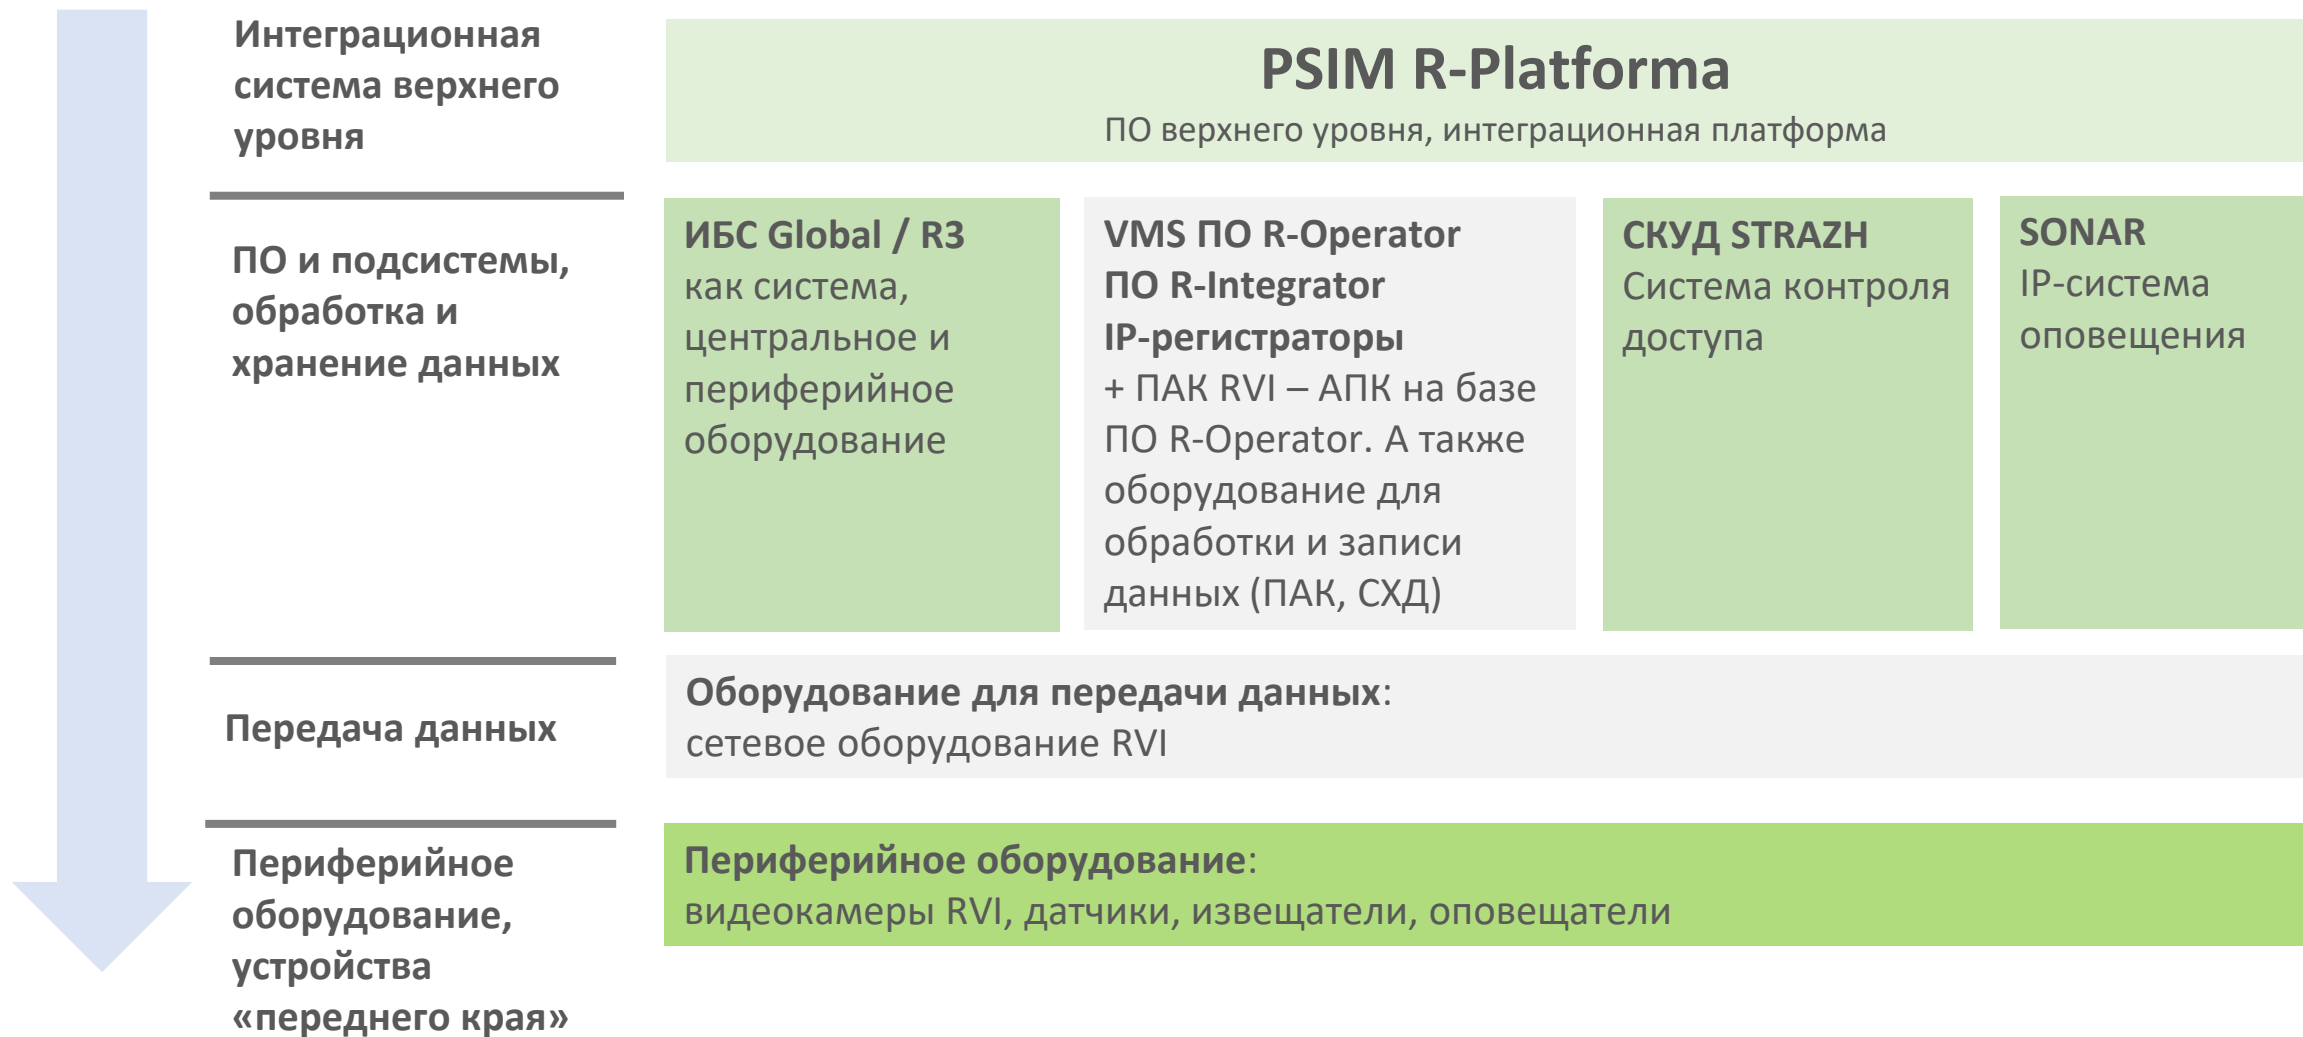 Интеграционная
система верхнего
уровня
PSIM R-Platforma
ПО верхнего уровня, интеграционная платформа
ПО и подсистемы,
обработка и
хранение данных
ИБС Global / R3
как система,
центральное и
периферийное
оборудование
VMS ПО R-Operator
ПО R-Integrator
IP-регистраторы
+ ПАК RVI – АПК на базе
ПО R-Operator. А также
оборудование для
обработки и записи
данных (ПАК, СХД)
СКУД STRAZH
Система контроля
доступа
SONAR
IP-система
оповещения
Передача данных
Оборудование для передачи данных:
сетевое оборудование RVI
Периферийное
оборудование,
устройства
«переднего края»
Периферийное оборудование:
видеокамеры RVI, датчики, извещатели, оповещатели